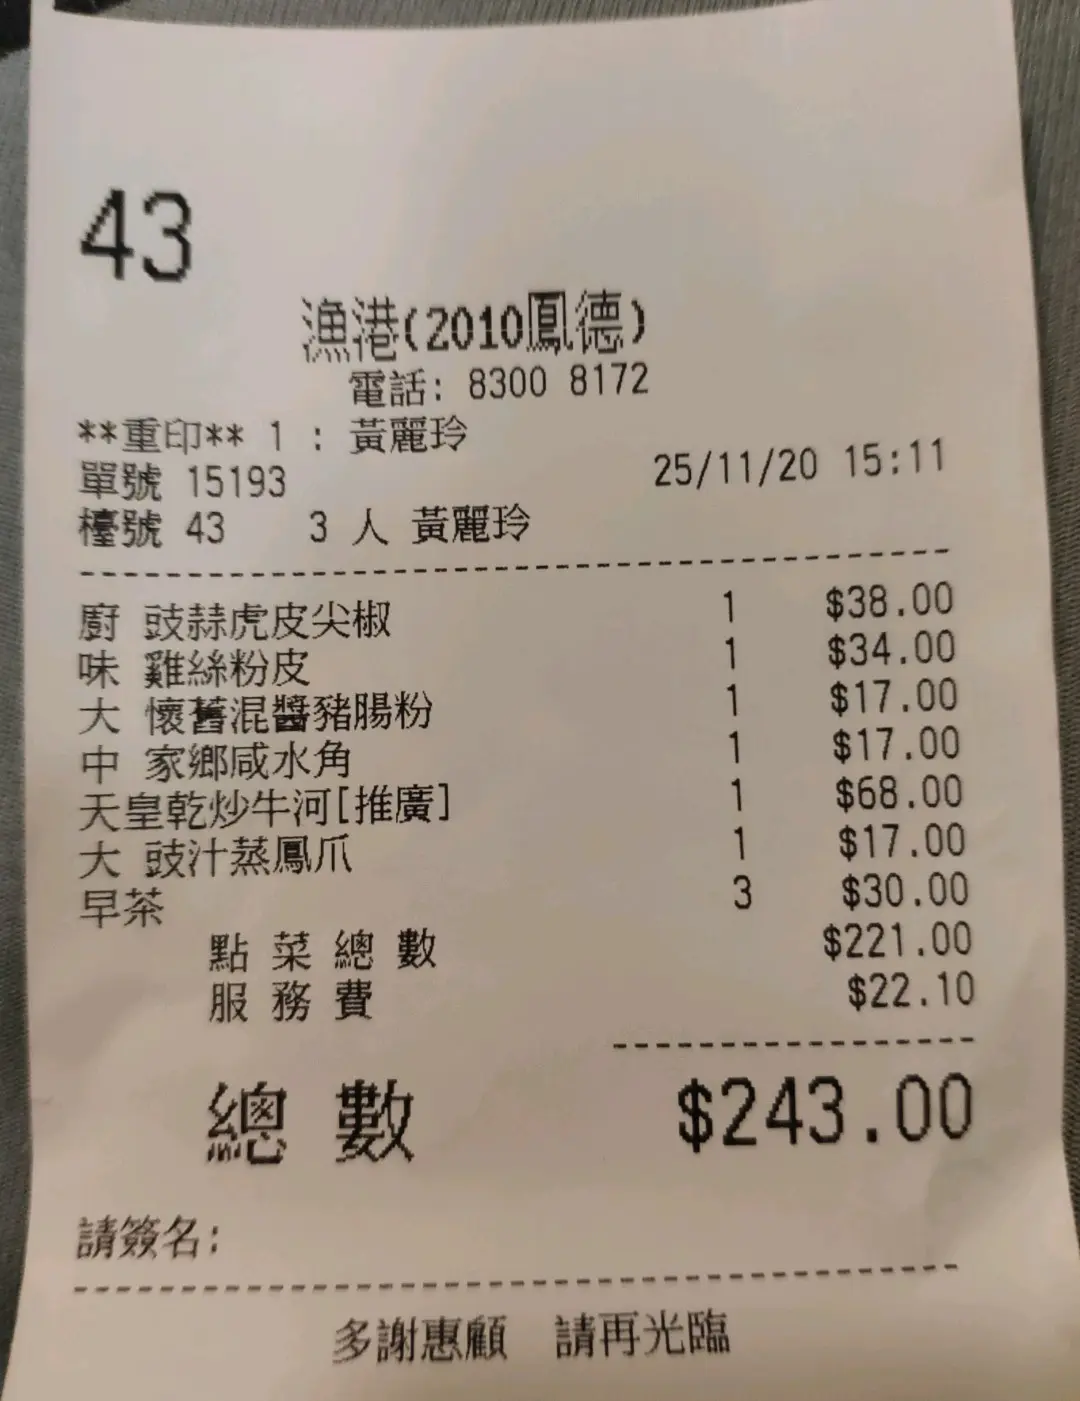 43
漁港(2010鳳德)
電話: 8300 8172
**重印** 1 : 黃麗玲
單號 15193 25/11/20 15:11
檯號 43 3 人 黃麗玲
廚 豉蒜虎皮尖椒 1 $38.00
味 雞絲粉皮 1 $34.00
大 懷舊混醬豬腸粉 1 $17.00
中 家鄉咸水角 1 $17.00
天皇乾炒牛河[推廣] 1 $68.00
大 豉汁蒸鳳爪 1 $17.00
早茶 3 $30.00
點 菜 總 數 $221.00
服 務 費 $22.10
總 數 $243.00
請簽名:
多謝惠顧 請再光臨